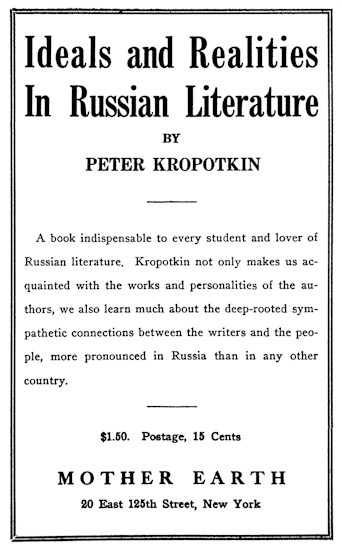 Ideals and Realities
In Russian Literature
BY
PETER KROPOTKIN
A book indispensable to every student and lover of
Russian literature. Kropotkin not only makes us ac-
quainted with the works and personalities of the au-
thors, we also learn much about the deep-rooted sym-
pathetic connections between the writers and the peo-
ple, more pronounced in Russia than in any other
country.
$1.50. Postage, 15 Cents
MOTHER EARTH
20 East 125th Street, New York